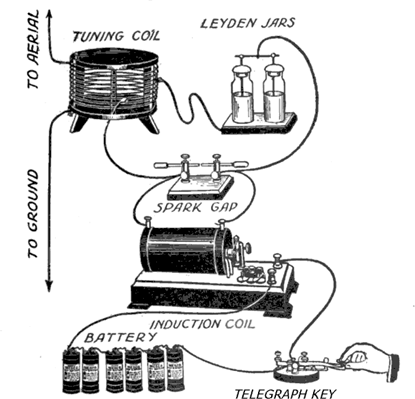 TO AERIAL
TUNING COIL
LEYDEN JARS
SPARK GAP
TO GROUND
INDUCTION COIL
BATTERY
TELEGRAPH KEY